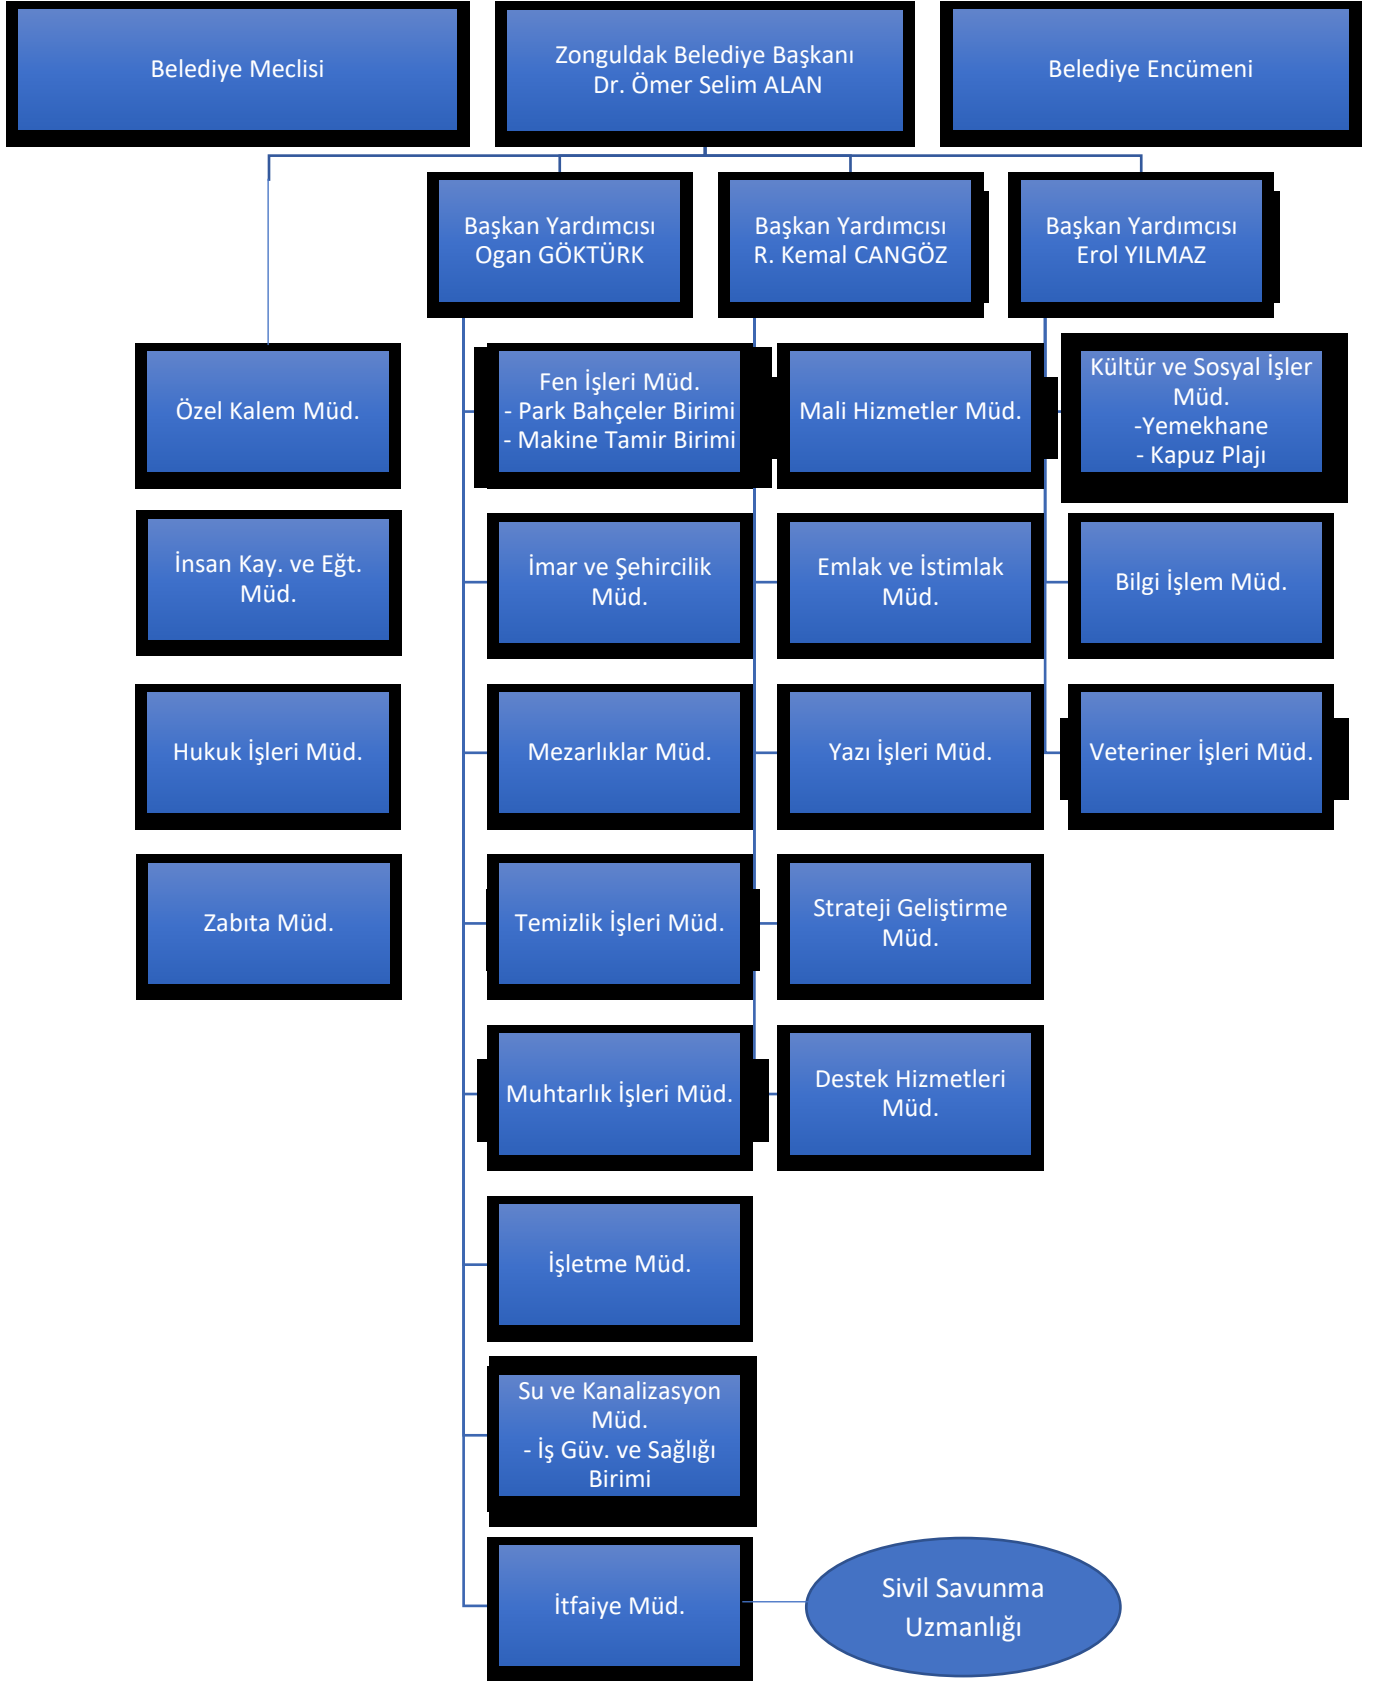 Belediye Meclisi
Zonguldak Belediye Başkanı
Dr. Ömer Selim ALAN
Belediye Encümeni
Başkan Yardımcısı
Ogan GÖKTÜRK
Başkan Yardımcısı
R. Kemal CANGÖZ
Başkan Yardımcısı
Erol YILMAZ
Özel Kalem Müd.
İnsan Kay. ve Eğt.
Müd.
Hukuk İşleri Müd.
Zabıta Müd.
Fen İşleri Müd.
- Park Bahçeler Birimi
- Makine Tamir Birimi
İmar ve Şehircilik
Müd.
Mezarlıklar Müd.
Temizlik İşleri Müd.
Muhtarlık İşleri Müd.
İşletme Müd.
Su ve Kanalizasyon
Müd.
- İş Güv. ve Sağlığı
Birimi
İtfaiye Müd.
Sivil Savunma
Uzmanlığı
Mali Hizmetler Müd.
Emlak ve İstimlak
Müd.
Yazı İşleri Müd.
Strateji Geliştirme
Müd.
Destek Hizmetleri
Müd.
Kültür ve Sosyal İşler
Müd.
-Yemekhane
- Kapuz Plajı
Bilgi İşlem Müd.
Veteriner İşleri Müd.